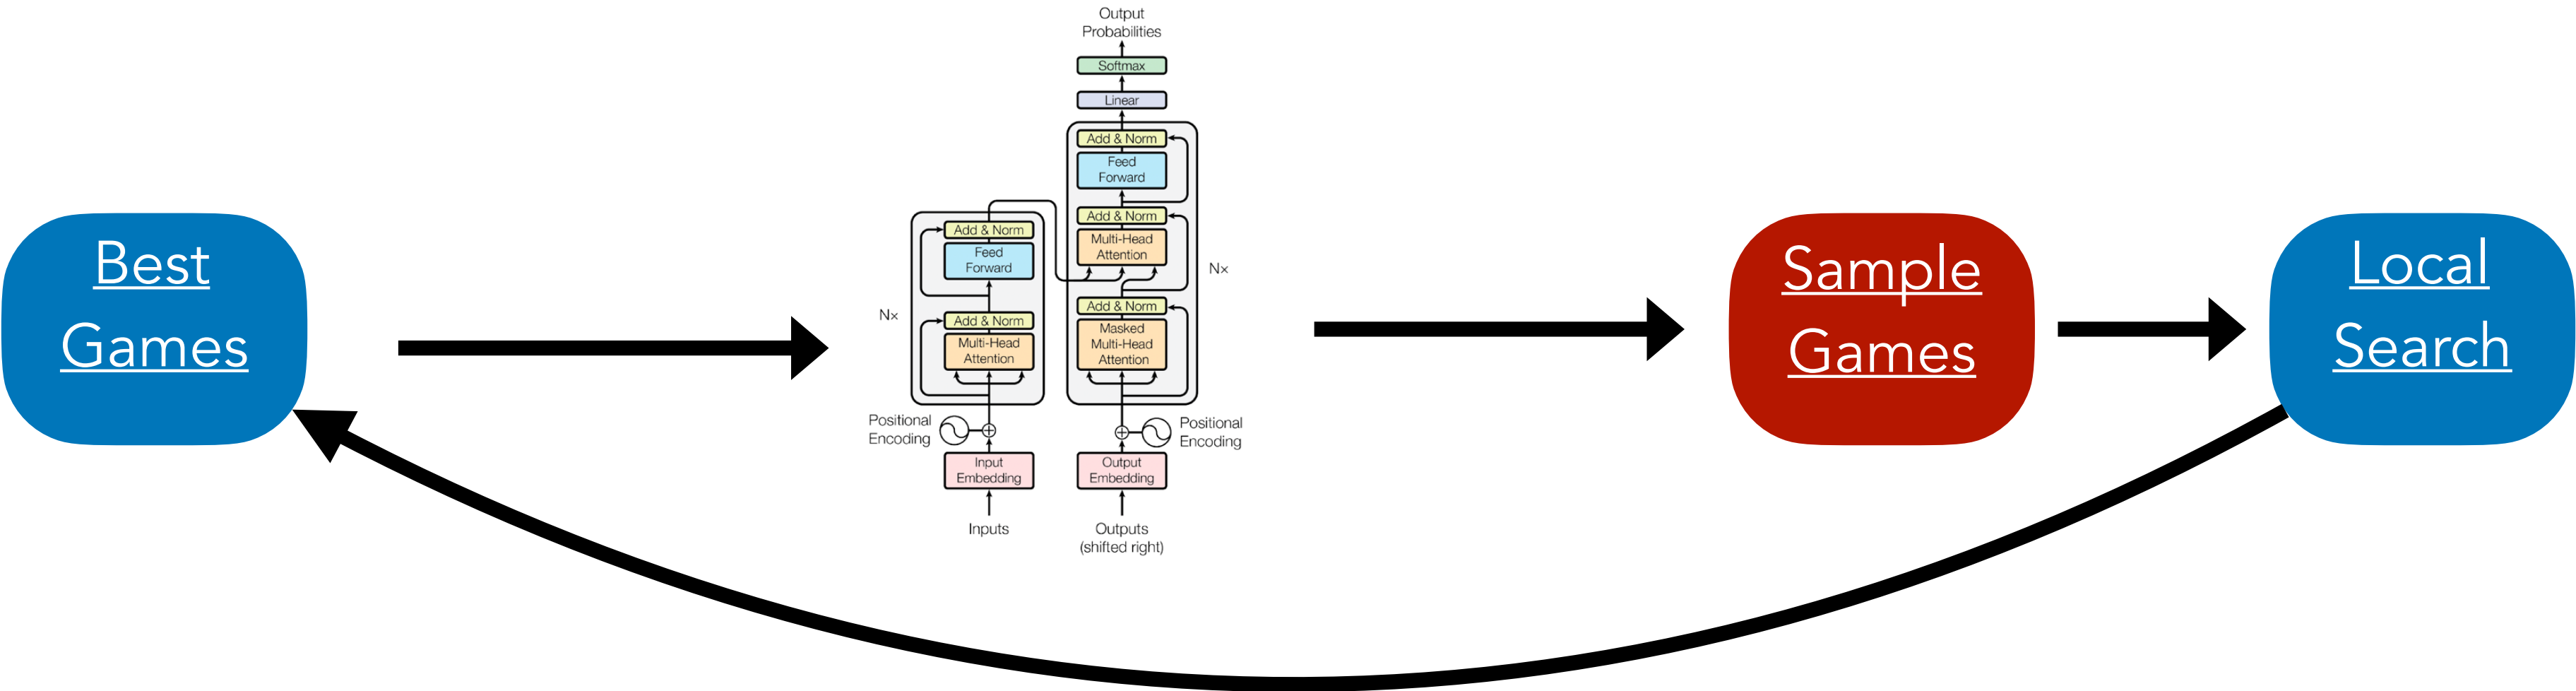 Best
Games
Output
Probabilities
Softmax
Linear
Add & Norm
Feed
Forward
Add & Norm
Multi-Head
Attention
Nx
Add & Norm
Masked
Multi-Head
Attention
Positional
Encoding
Output
Embedding
Outputs
(shifted right)
Add & Norm
Feed
Forward
Nx
Add & Norm
Multi-Head
Attention
Positional
Encoding
Input
Embedding
Inputs
Sample
Games
Local
Search